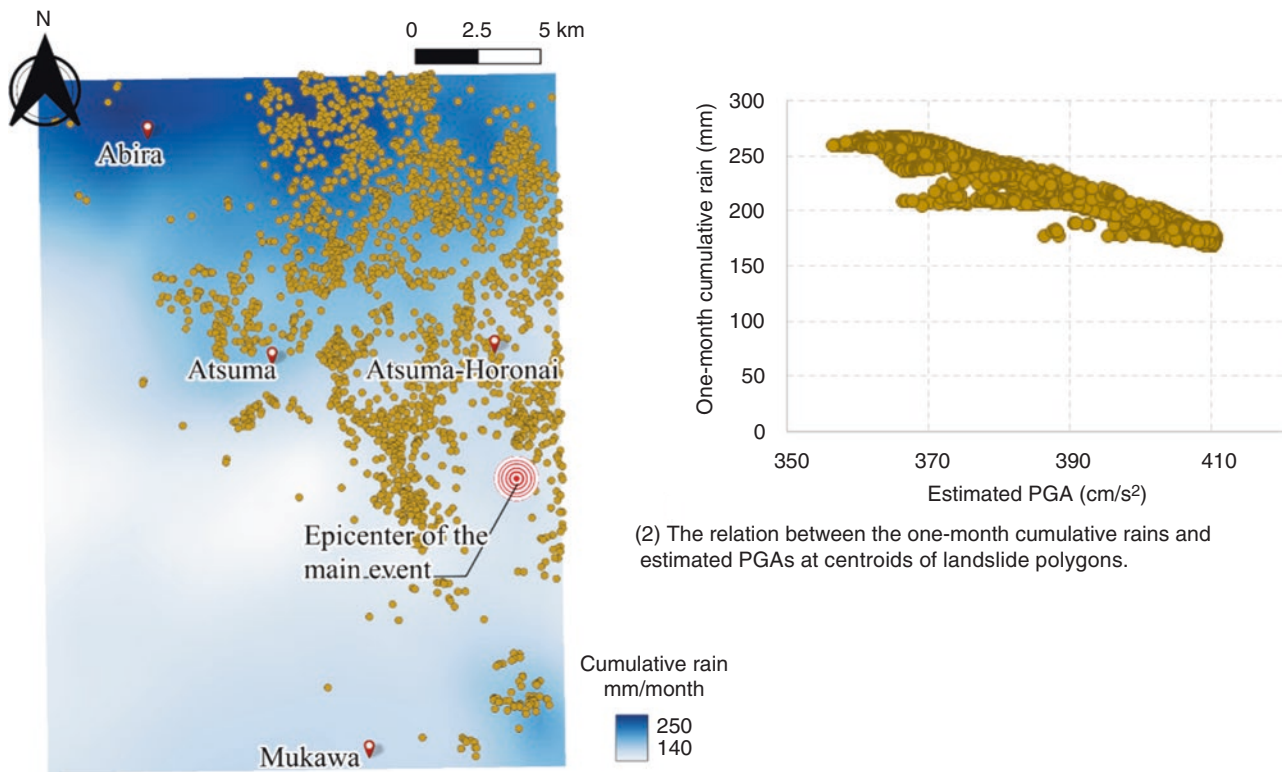 N
0 2.5 5 km
Abira
Atsuma
Atsuma-Horonai
Epicenter of the
main event
Mukawa
Cumulative rain
mm/month
250
140
One-month cumulative rain (mm)
300
250
200
150
100
50
0
350 370 390 410
Estimated PGA (cm/s²)
(2) The relation between the one-month cumulative rains and
estimated PGAs at centroids of landslide polygons.